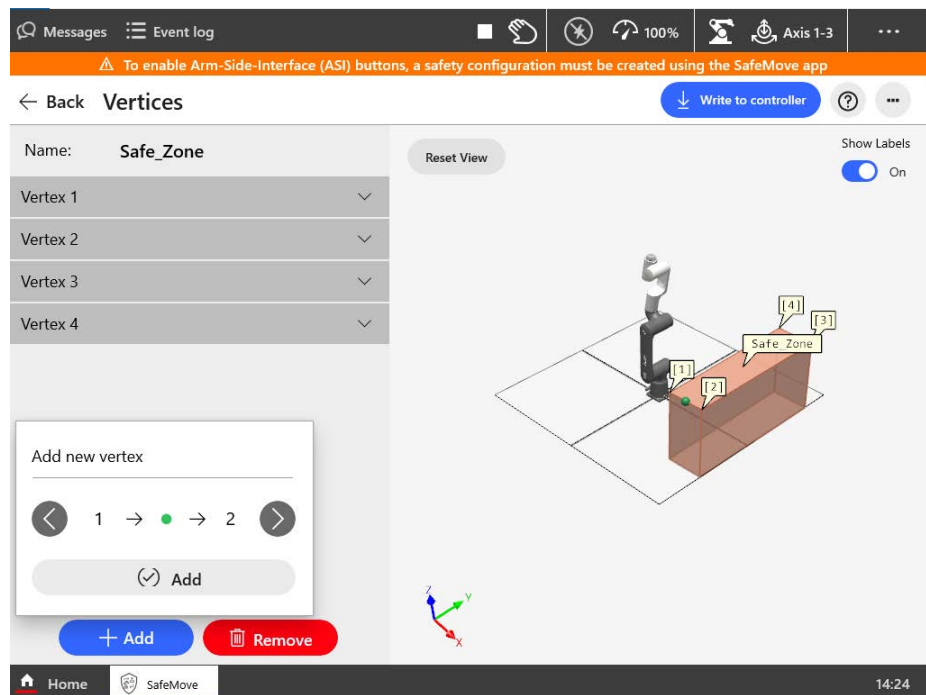 Messages
Event log
100%
Axis 1-3
To enable Arm-Side-Interface (ASI) buttons, a safety configuration must be created using the SafeMove app
Back
Vertices
Write to controller
Name:
Safe_Zone
Reset View
Show Labels
On
Vertex 1
Vertex 2
Vertex 3
Vertex 4
[4]
[3]
Safe_Zone
[1]
[2]
Add new vertex
1
2
Add
Z
Y
X
Add
Remove
Home
SafeMove
14:24